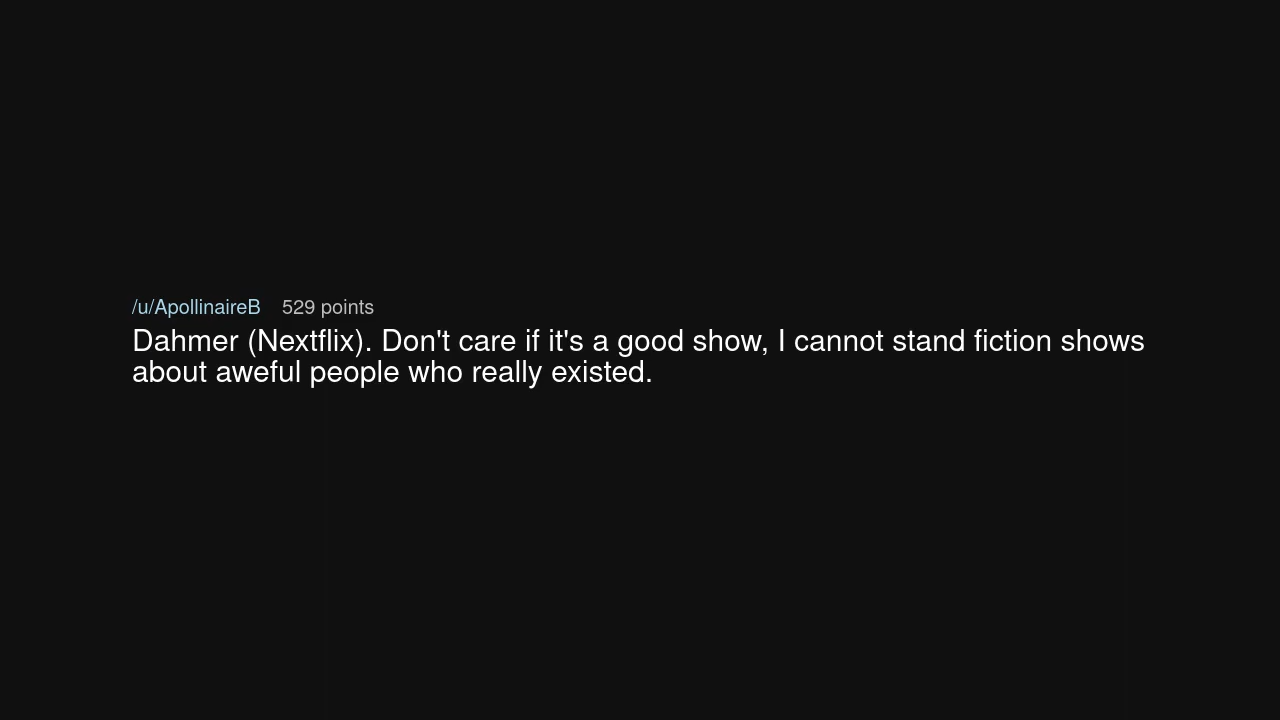 /u/ApollinaireB 529 points
Dahmer (Nextflix). Don't care if it's a good show, I cannot stand fiction shows
about aweful people who really existed.